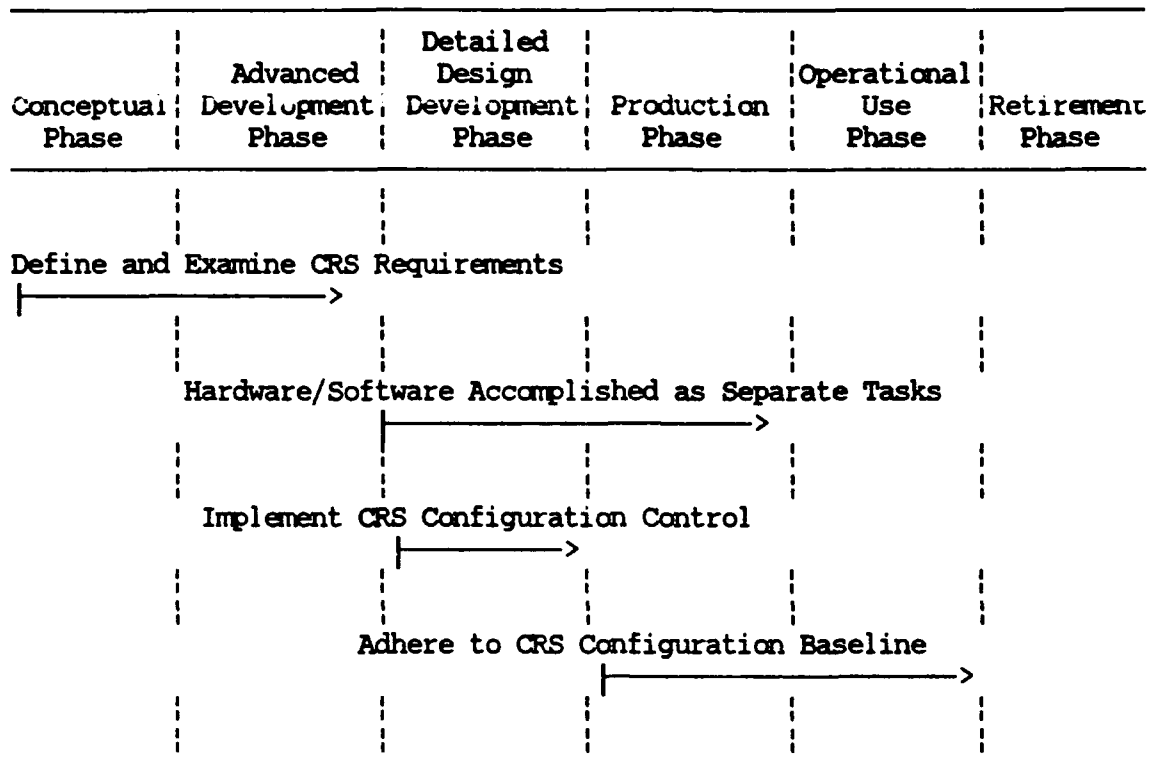 Detailed
Advanced Design Operational
Conceptual Development Development Production Use Retirement
Phase Phase Phase Phase Phase Phase
Define and Examine CRS Requirements
Hardware/Software Accomplished as Separate Tasks
Implement CRS Configuration Control
Adhere to CRS Configuration Baseline